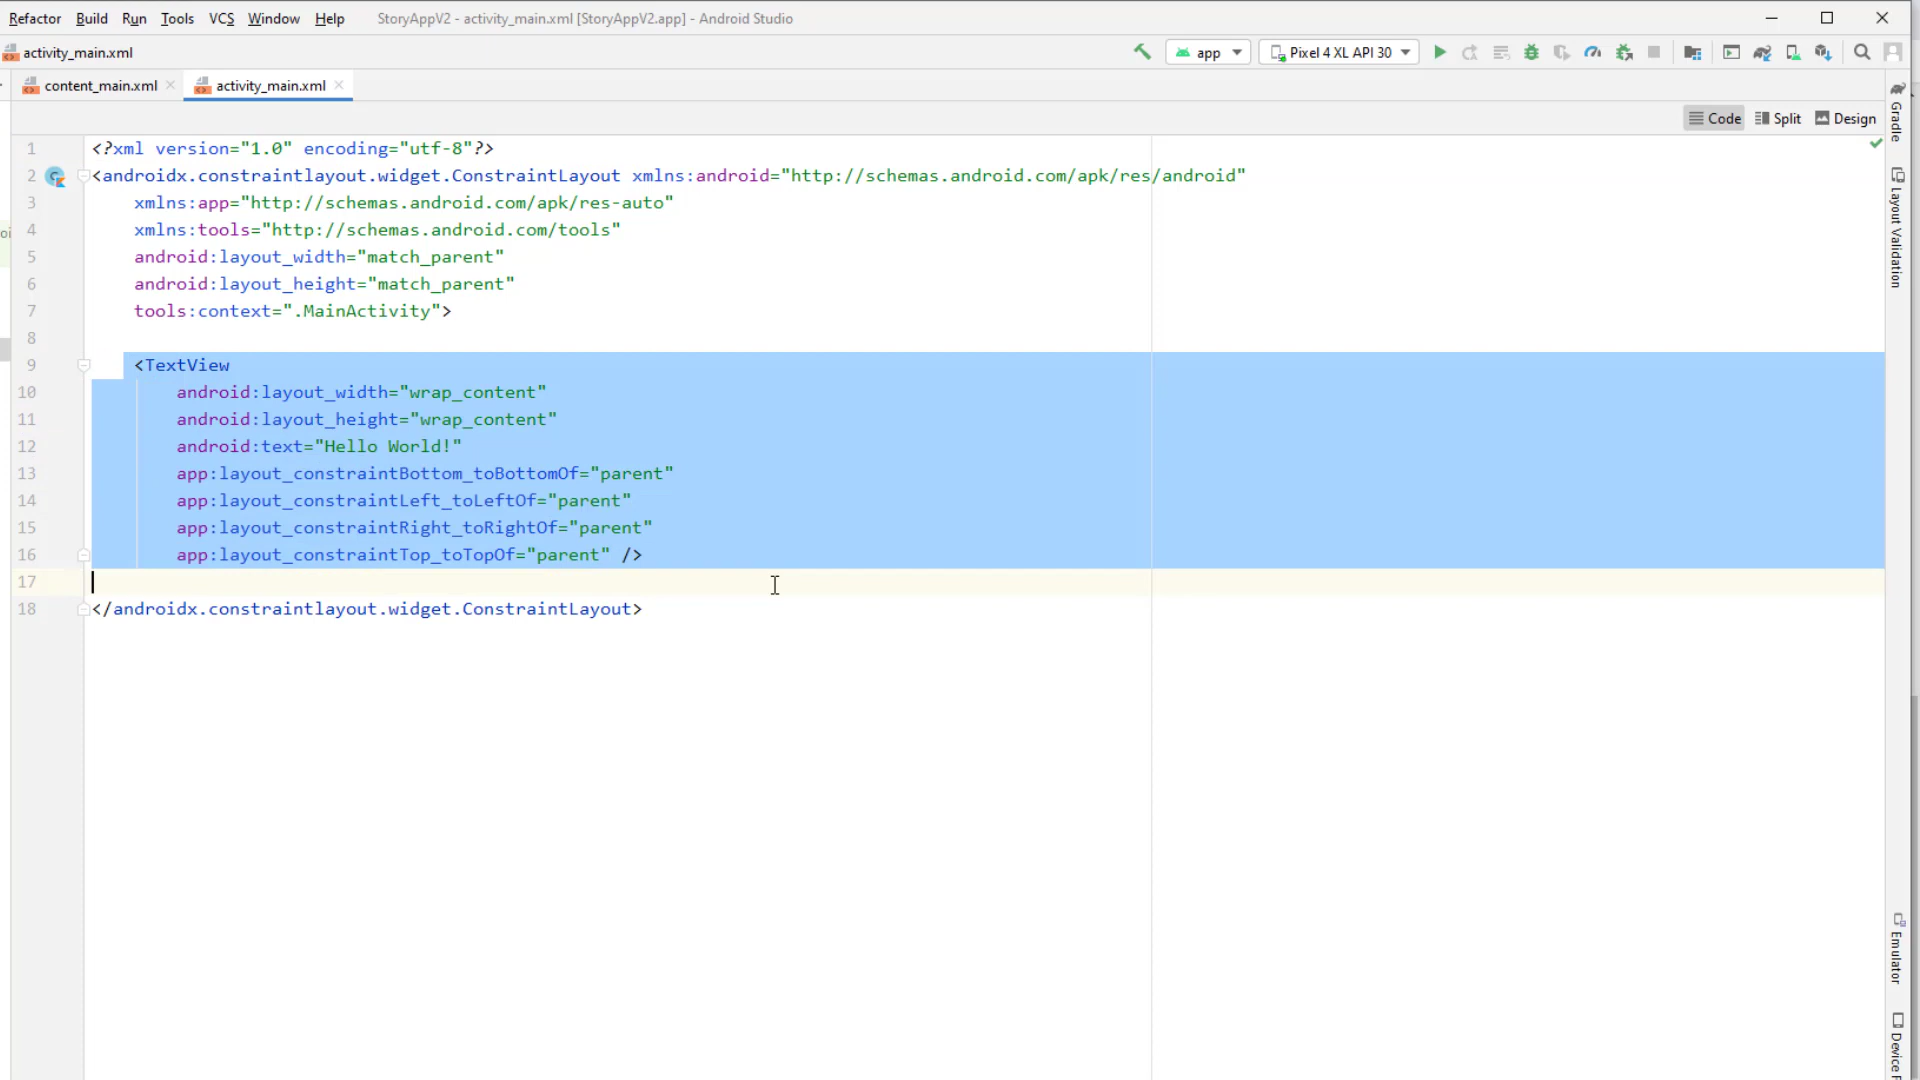 Refactor Build Run Tools VCS Window Help StoryAppV2 - activity_main.xml [StoryAppV2.app] - Android Studio
activity_main.xml app Pixel 4 XL API 30
content_main.xml activity_main.xml
Code Split Design
1 <?xml version="1.0" encoding="utf-8"?>
2 <androidx.constraintlayout.widget.ConstraintLayout xmlns:android="http://schemas.android.com/apk/res/android"
3 xmlns:app="http://schemas.android.com/apk/res-auto"
4 xmlns:tools="http://schemas.android.com/tools"
5 android:layout_width="match_parent"
6 android:layout_height="match_parent"
7 tools:context=".MainActivity">
8
9 <TextView
10 android:layout_width="wrap_content"
11 android:layout_height="wrap_content"
12 android:text="Hello World!"
13 app:layout_constraintBottom_toBottomOf="parent"
14 app:layout_constraintLeft_toLeftOf="parent"
15 app:layout_constraintRight_toRightOf="parent"
16 app:layout_constraintTop_toTopOf="parent" />
17
18 </androidx.constraintlayout.widget.ConstraintLayout>
Gradle
Layout Validation
Emulator
Device